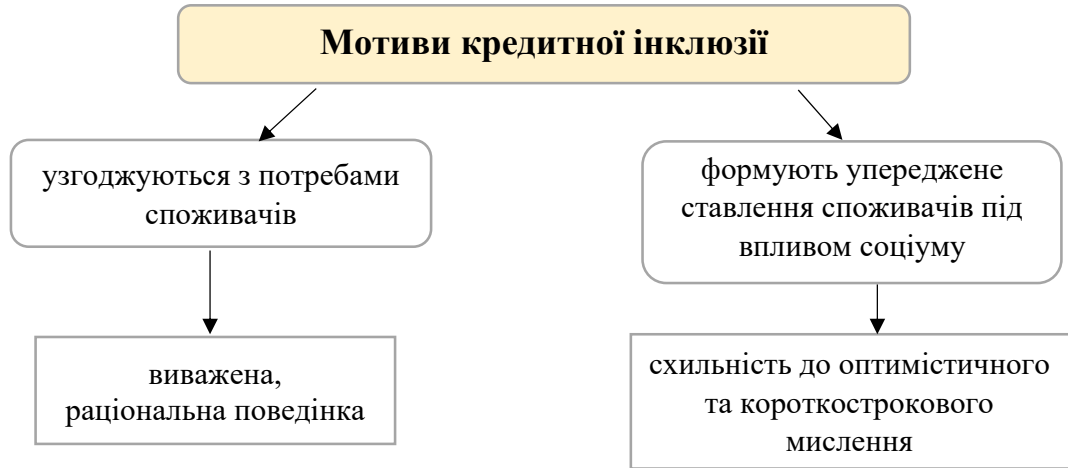 Мотиви кредитної інклюзії
узгоджуються з потребами
споживачів
формують упереджене
ставлення споживачів під
впливом соціуму
виважена,
раціональна поведінка
схильність до оптимістичного
та короткострокового
мислення